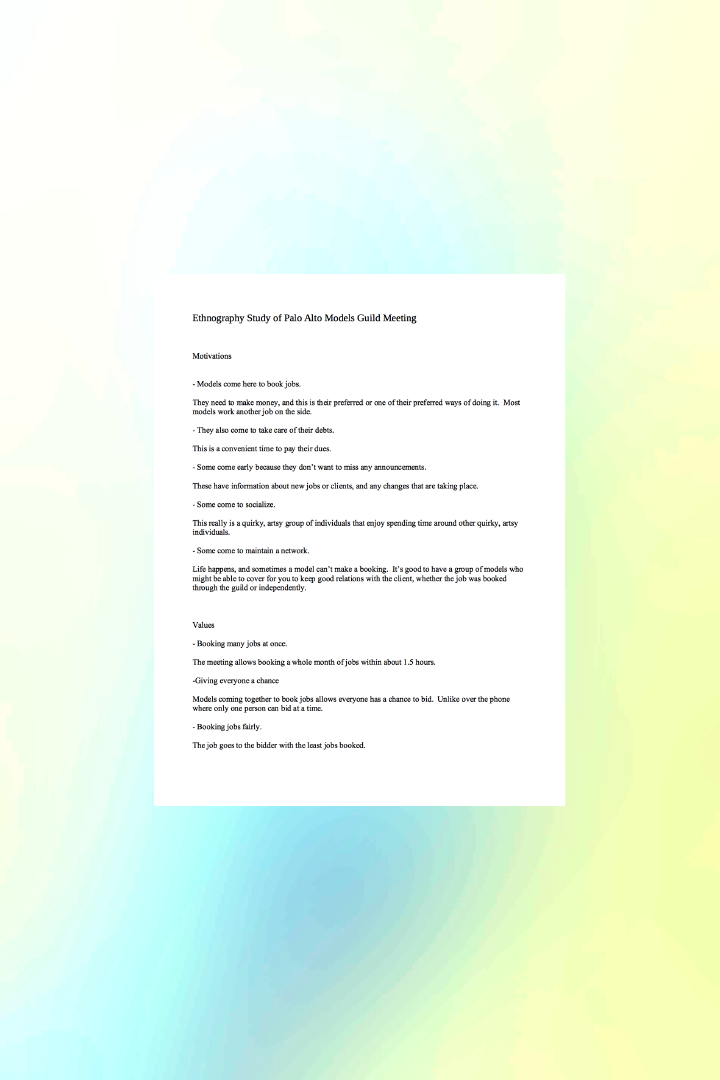 Ethnography Study of Palo Alto Models Guild Meeting
Motivations
- Models come here to book jobs.
They need to make money, and this is their preferred or one of their preferred ways of doing it.  Most
models work another job on the side.
- They also come to take care of their debts.
This is a convenient time to pay their dues.
- Some come early because they don’t want to miss any announcements.
These have information about new jobs or clients, and any changes that are taking place.
- Some come to socialize.
This really is a quirky, artsy group of individuals that enjoy spending time around other quirky, artsy
individuals.
- Some come to maintain a network.
Life happens, and sometimes a model can’t make a booking.  It’s good to have a group of models who
might be able to cover for you to keep good relations with the client, whether the job was booked
through the guild or independently.
Values
- Booking many jobs at once.
The meeting allows booking a whole month of jobs within about 1.5 hours.
-Giving everyone a chance
Models coming together to book jobs allows everyone has a chance to bid.  Unlike over the phone
where only one person can bid at a time.
- Booking jobs fairly.
The job goes to the bidder with the least jobs booked.